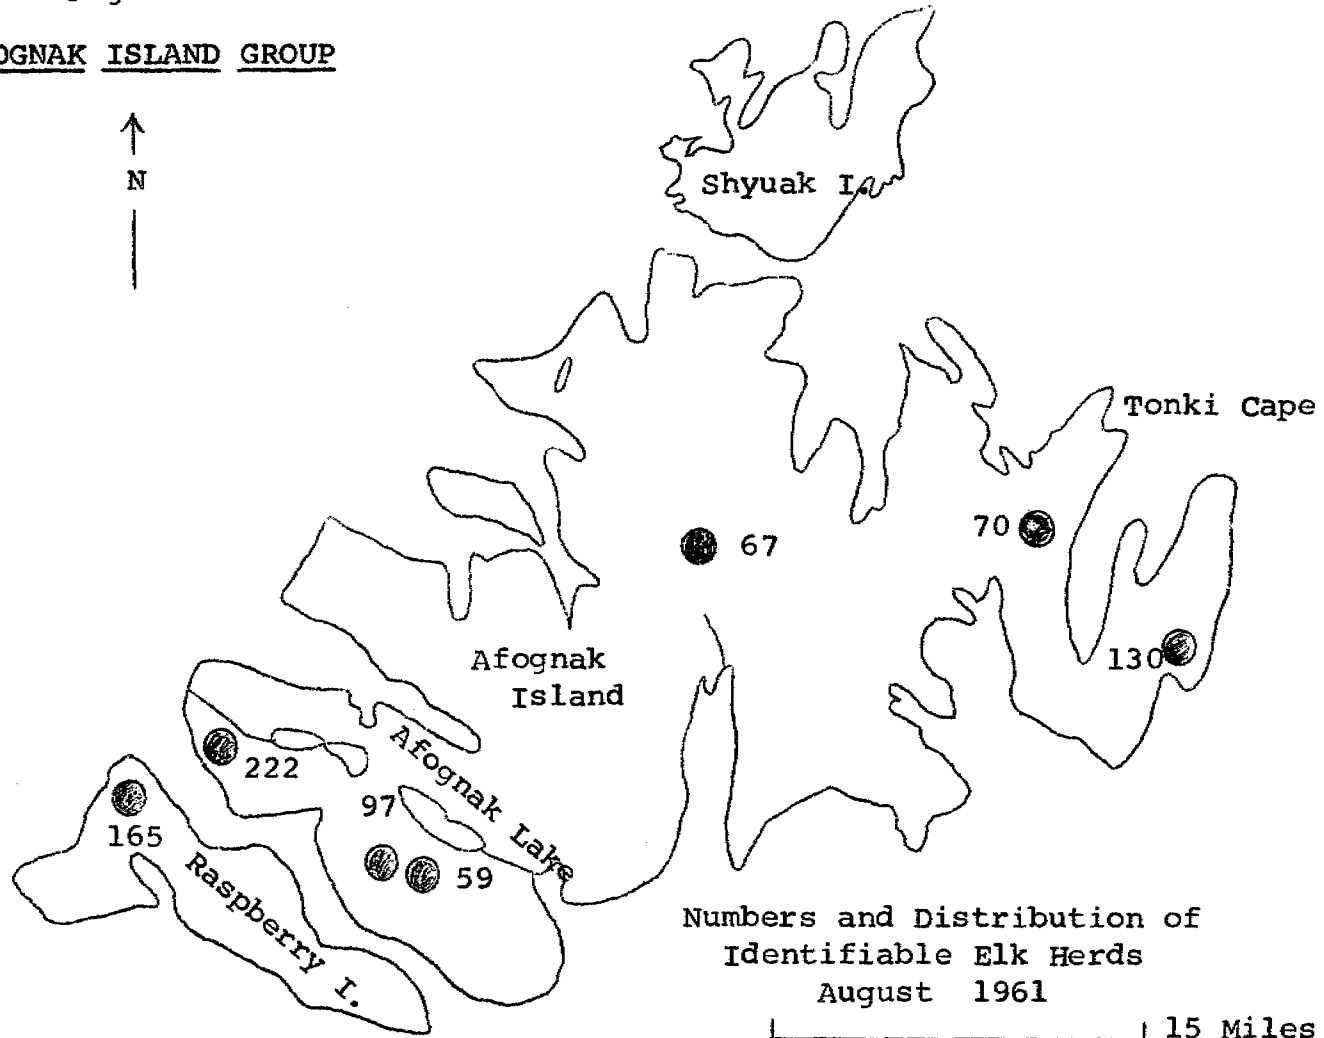 ISLAND GROUP
N
Shyuak I.
Tonki Cape
67
70
130
Afognak
Island
222
Afognak Lake
97
59
165
Raspberry I.
Numbers and Distribution of
Identifiable Elk Herds
August 1961
15 Miles